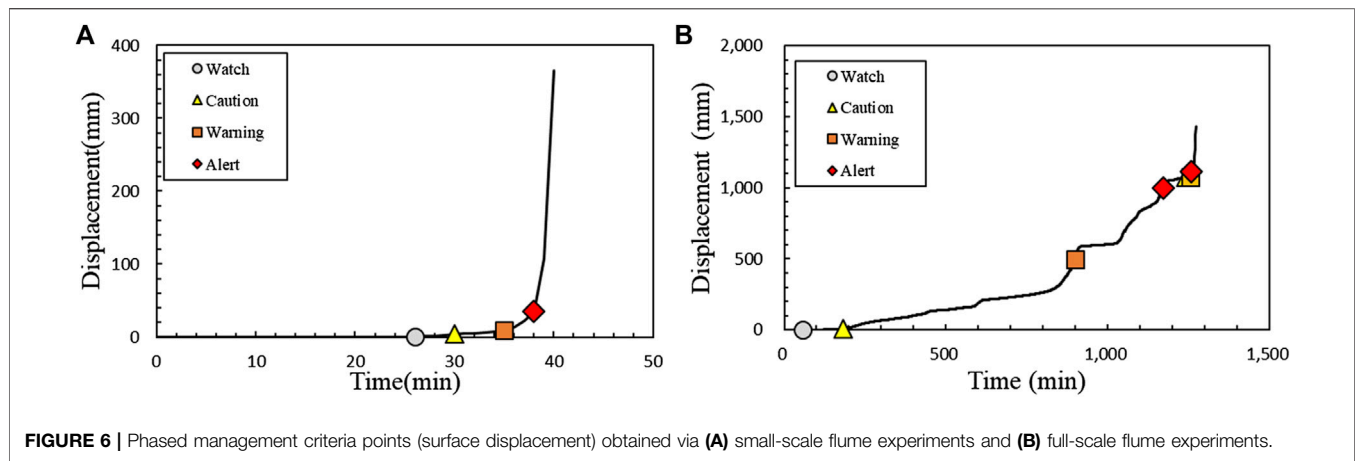 A
400
300
200
100
0
Displacement(mm)
Watch
Caution
Warning
Alert
0 10 20 30 40 50
Time(min)
B
2,000
1,500
1,000
500
0
Displacement (mm)
Watch
Caution
Warning
Alert
0 500 1,000 1,500
Time (min)
FIGURE 6 | Phased management criteria points (surface displacement) obtained via (A) small-scale flume experiments and (B) full-scale flume experiments.